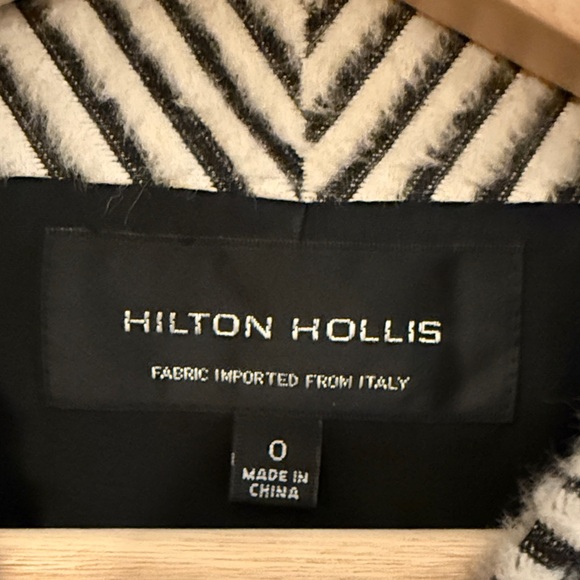 HILTON HOLLIS
FABRIC IMPORTED FROM ITALY
0
MADE IN
CHINA